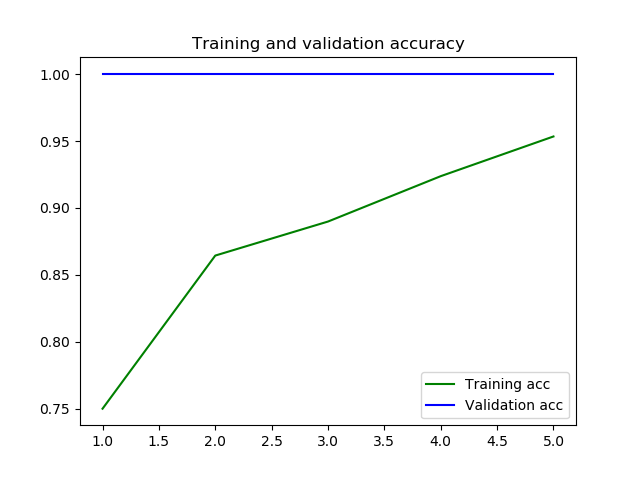 Training and validation accuracy
1.00
0.95
0.90
0.85
0.80
0.75
Training acc
Validation acc
1.0 1.5 2.0 2.5 3.0 3.5 4.0 4.5 5.0